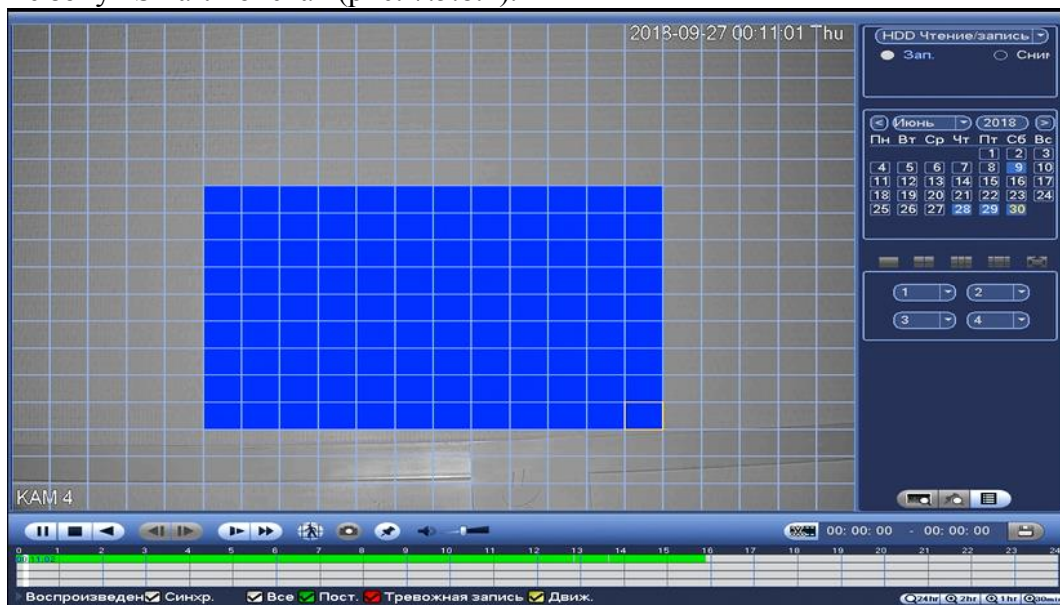 2018-09-27 00:11:01 Thu
HDD Чтение/запись
Зап. Сним
< Июнь 2018 >
Пн Вт Ср Чт Пт Сб Вс
1 2 3
4 5 6 7 8 9 10
11 12 13 14 15 16 17
18 19 20 21 22 23 24
25 26 27 28 29 30
1 2
3 4
КАМ 4
00: 00: 00 - 00: 00: 00
0 1 2 3 4 5 6 7 8 9 10 11 12 13 14 15 16 17 18 19 20 21 22 23 24
00:11:02
Воспроизведен Синхр. Все Пост. Тревожная запись Движ.
24hr 2hr 1hr 30mi